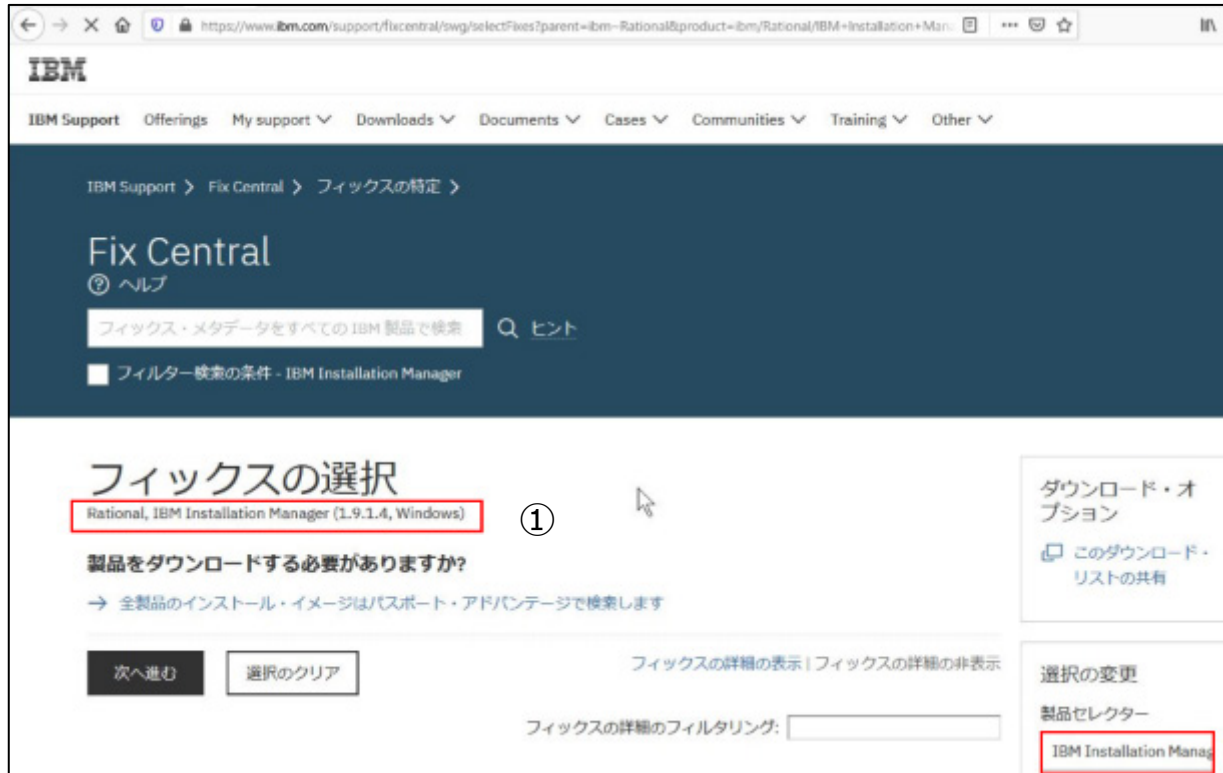 https://www.ibm.com/support/fixcentral/swg/selectFixes?parent=ibm~Rational&product=ibm/Rational/IBM+Installation+Man
IBM
IBM Support Offerings My support Downloads Documents Cases Communities Training Other
IBM Support > Fix Central > フィックスの特定 >
Fix Central
? ヘルプ
フィックス・メタデータをすべての IBM 製品で検索 ヒント
フィルター検索の条件 - IBM Installation Manager
フィックスの選択
Rational, IBM Installation Manager (1.9.1.4, Windows)
①
製品をダウンロードする必要がありますか?
→ 全製品のインストール・イメージはパスポート・アドバンテージで検索します
次へ進む 選択のクリア
フィックスの詳細の表示 | フィックスの詳細の非表示
フィックスの詳細のフィルタリング:
ダウンロード・オ
プション
このダウンロード・
リストの共有
選択の変更
製品セレクター
IBM Installation Manag